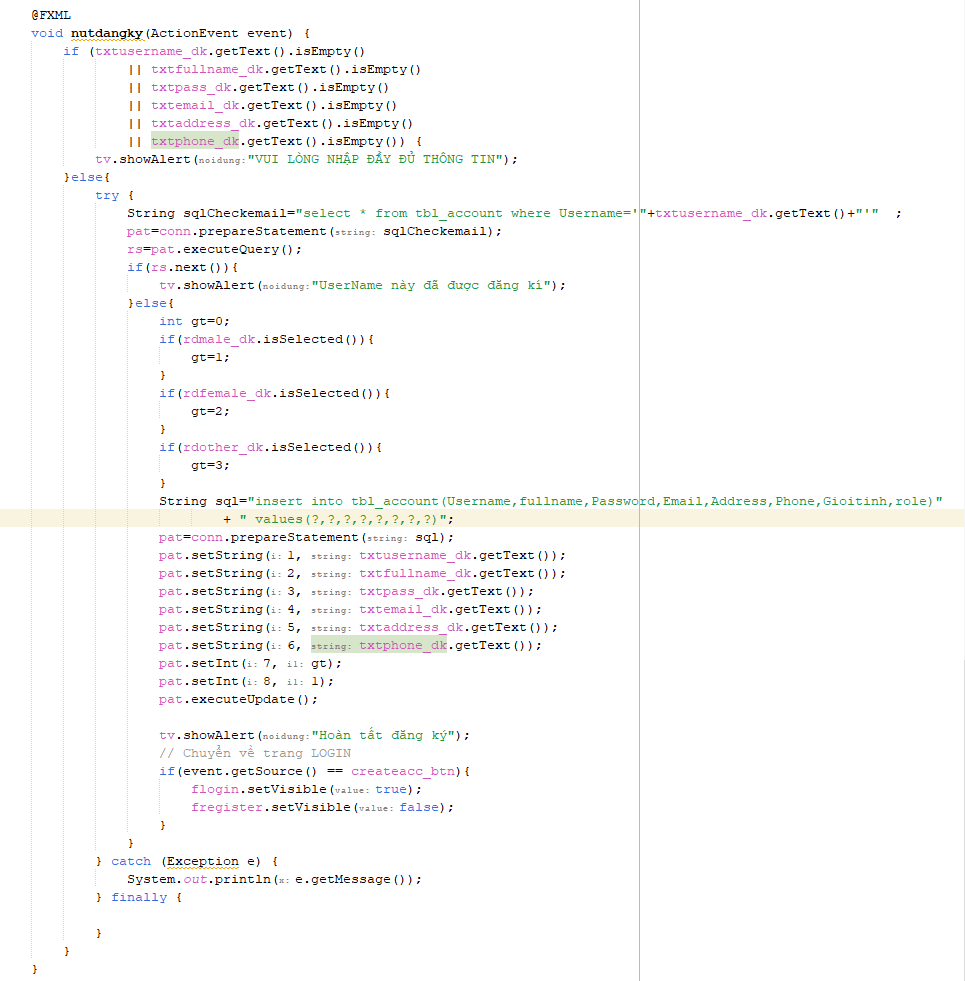 @FXML
void nutdangky(ActionEvent event) {
if (txtusername_dk.getText().isEmpty()
|| txtfullname_dk.getText().isEmpty()
|| txtpass_dk.getText().isEmpty()
|| txtemail_dk.getText().isEmpty()
|| txtaddress_dk.getText().isEmpty()
|| txtphone_dk.getText().isEmpty()) {
tv.showAlert(noidung:"VUI LÒNG NHẬP ĐẦY ĐỦ THÔNG TIN");
}else{
try {
String sqlCheckemail="select * from tbl_account where Username='"+txtusername_dk.getText()+"'"  ;
pat=conn.prepareStatement(string: sqlCheckemail);
rs=pat.executeQuery();
if(rs.next()){
tv.showAlert(noidung:"UserName này đã được đăng kí");
}else{
int gt=0;
if(rdmale_dk.isSelected()){
gt=1;
}
if(rdfemale_dk.isSelected()){
gt=2;
}
if(rdother_dk.isSelected()){
gt=3;
}
String sql="insert into tbl_account(Username,fullname,Password,Email,Address,Phone,Gioitinh,role)"
+ " values(?,?,?,?,?,?,?,?)";
pat=conn.prepareStatement(string: sql);
pat.setString(i: 1, string: txtusername_dk.getText());
pat.setString(i: 2, string: txtfullname_dk.getText());
pat.setString(i: 3, string: txtpass_dk.getText());
pat.setString(i: 4, string: txtemail_dk.getText());
pat.setString(i: 5, string: txtaddress_dk.getText());
pat.setString(i: 6, string: txtphone_dk.getText());
pat.setInt(i: 7, i1: gt);
pat.setInt(i: 8, i1: 1);
pat.executeUpdate();
tv.showAlert(noidung:"Hoàn tất đăng ký");
// Chuyển về trang LOGIN
if(event.getSource() == createacc_btn){
flogin.setVisible(value: true);
fregister.setVisible(value: false);
}
}
} catch (Exception e) {
System.out.println(x: e.getMessage());
} finally {
}
}
}